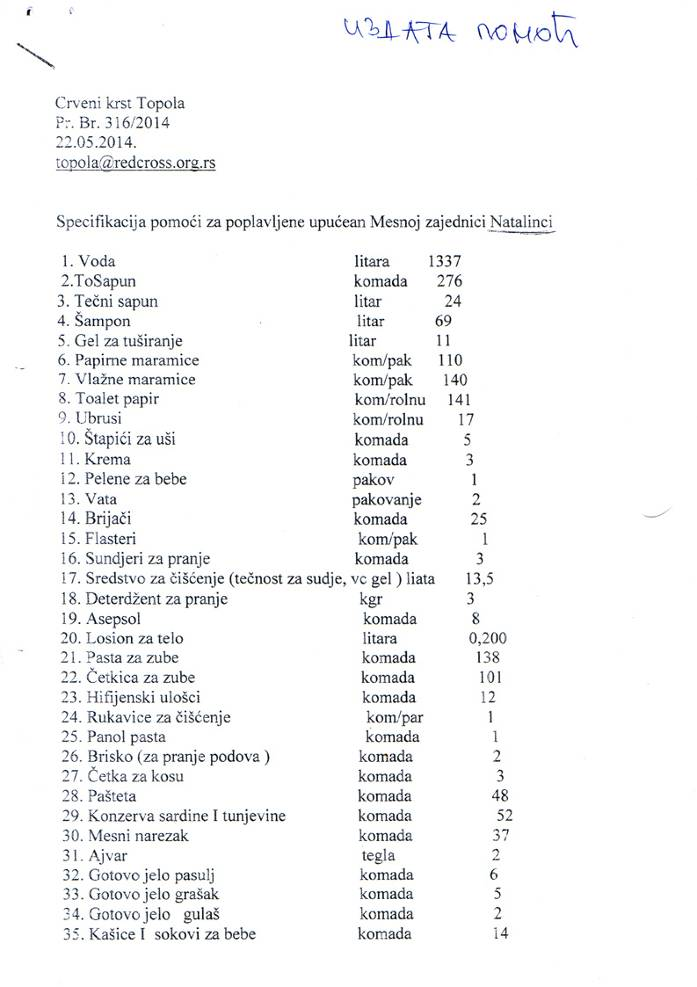 ИЗДАТА ПОМОЋ
Crveni krst Topola
Pr. Br. 316/2014
22.05.2014.
topola@redcross.org.rs
Specifikacija pomoći za poplavljene upućean Mesnoj zajednici Natalinci
1. Voda litara 1337
2.ToSapun komada 276
3. Tečni sapun litar 24
4. Šampon litar 69
5. Gel za tuširanje litar 11
6. Papirne maramice kom/pak 110
7. Vlažne maramice kom/pak 140
8. Toalet papir kom/rolnu 141
9. Ubrusi kom/rolnu 17
10. Štapići za uši komada 5
11. Krema komada 3
12. Pelene za bebe pakov 1
13. Vata pakovanje 2
14. Brijači komada 25
15. Flasteri kom/pak 1
16. Sundjeri za pranje komada 3
17. Sredstvo za čišćenje (tečnost za sudje, vc gel ) liata 13,5
18. Deterdžent za pranje kgr 3
19. Asepsol komada 8
20. Losion za telo litara 0,200
21. Pasta za zube komada 138
22. Četkica za zube komada 101
23. Hifijenski ulošci komada 12
24. Rukavice za čišćenje kom/par 1
25. Panol pasta komada 1
26. Brisko (za pranje podova ) komada 2
27. Četka za kosu komada 3
28. Pašteta komada 48
29. Konzerva sardine I tunjevine komada 52
30. Mesni narezak komada 37
31. Ajvar tegla 2
32. Gotovo jelo pasulj komada 6
33. Gotovo jelo grašak komada 5
34. Gotovo jelo gulaš komada 2
35. Kašice I sokovi za bebe komada 14